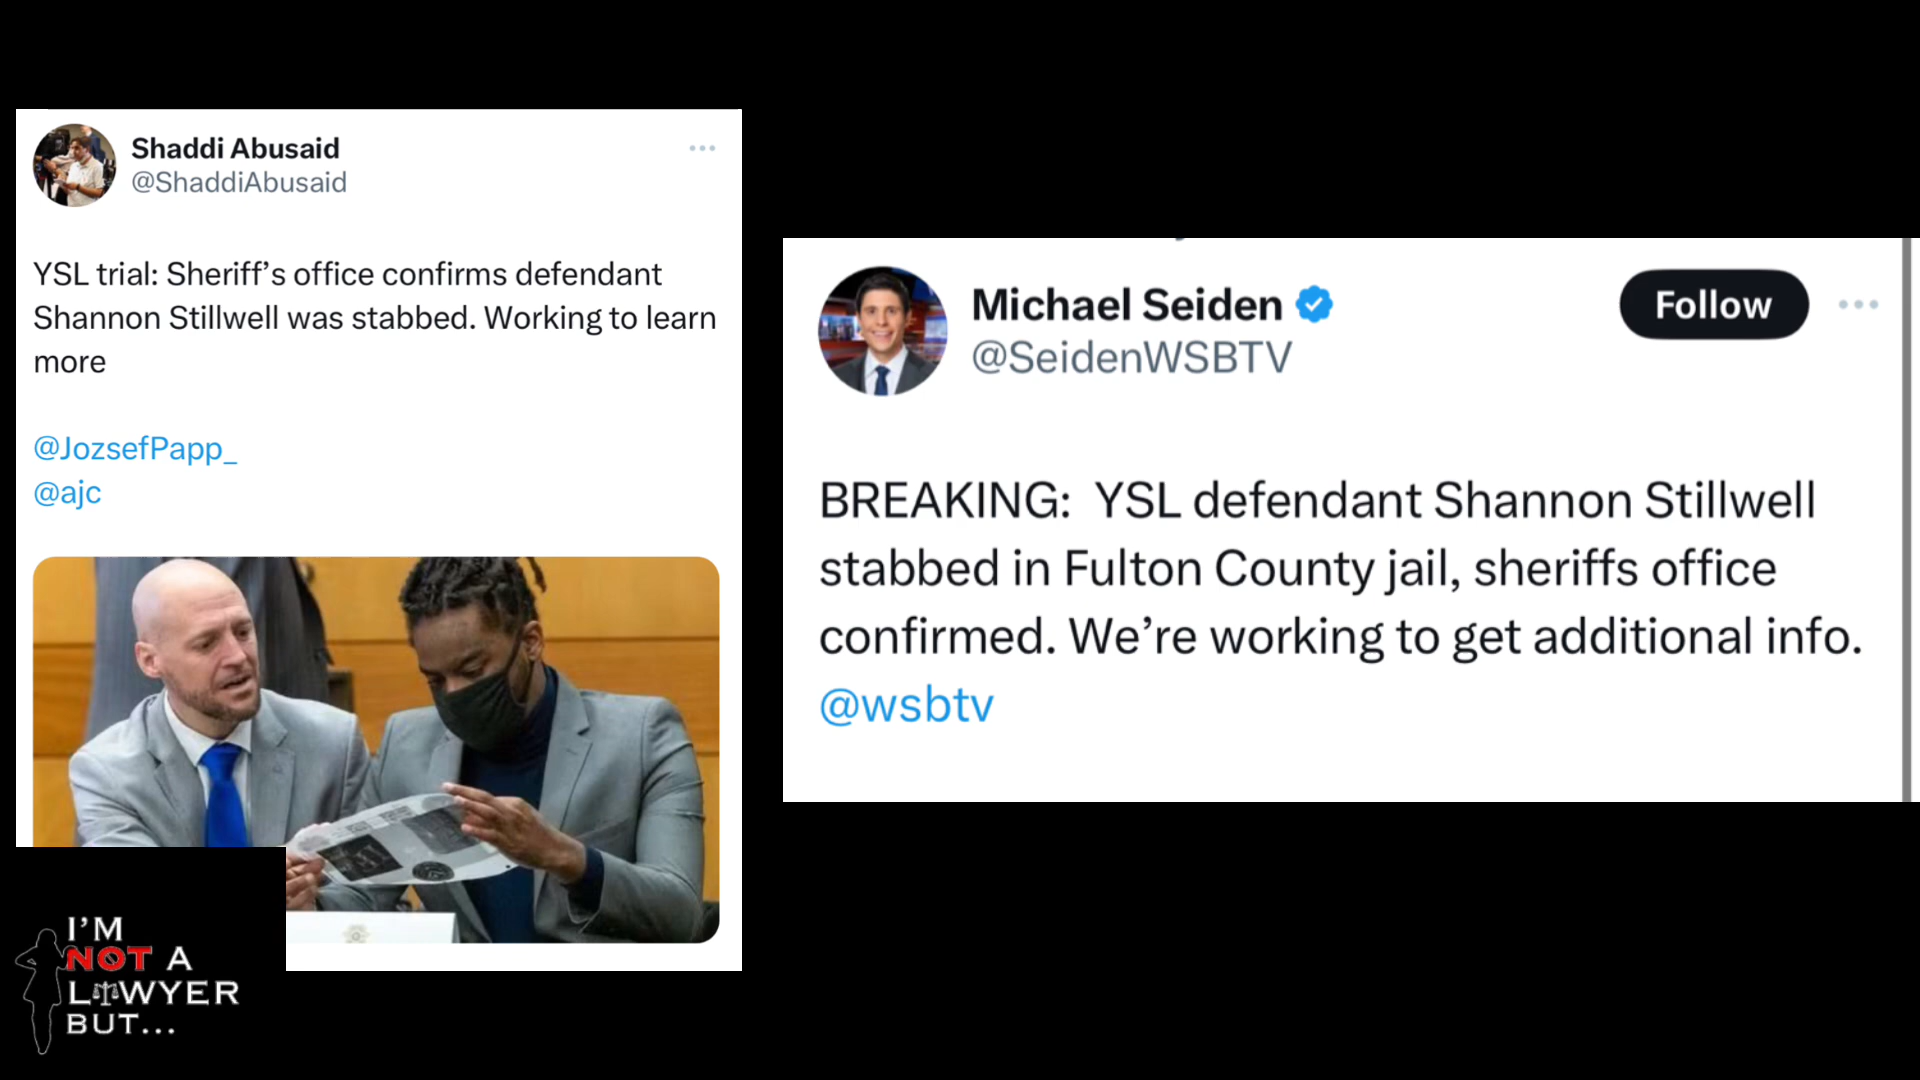 Shaddi Abusaid
@ShaddiAbusaid
YSL trial: Sheriff’s office confirms defendant
Shannon Stillwell was stabbed. Working to learn
more
@JozsefPapp_
@ajc
Michael Seiden
@SeidenWSBTV
Follow
BREAKING:  YSL defendant Shannon Stillwell
stabbed in Fulton County jail, sheriffs office
confirmed. We’re working to get additional info.
@wsbtv
I’M
NOT A
LAWYER
BUT...